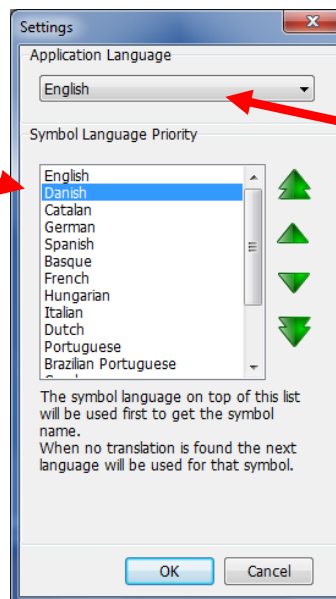 Settings
Application Language
English
Symbol Language Priority
English
Danish
Catalan
German
Spanish
Basque
French
Hungarian
Italian
Dutch
Portuguese
Brazilian Portuguese
The symbol language on top of this list
will be used first to get the symbol
name.
When no translation is found the next
language will be used for that symbol.
OK
Cancel